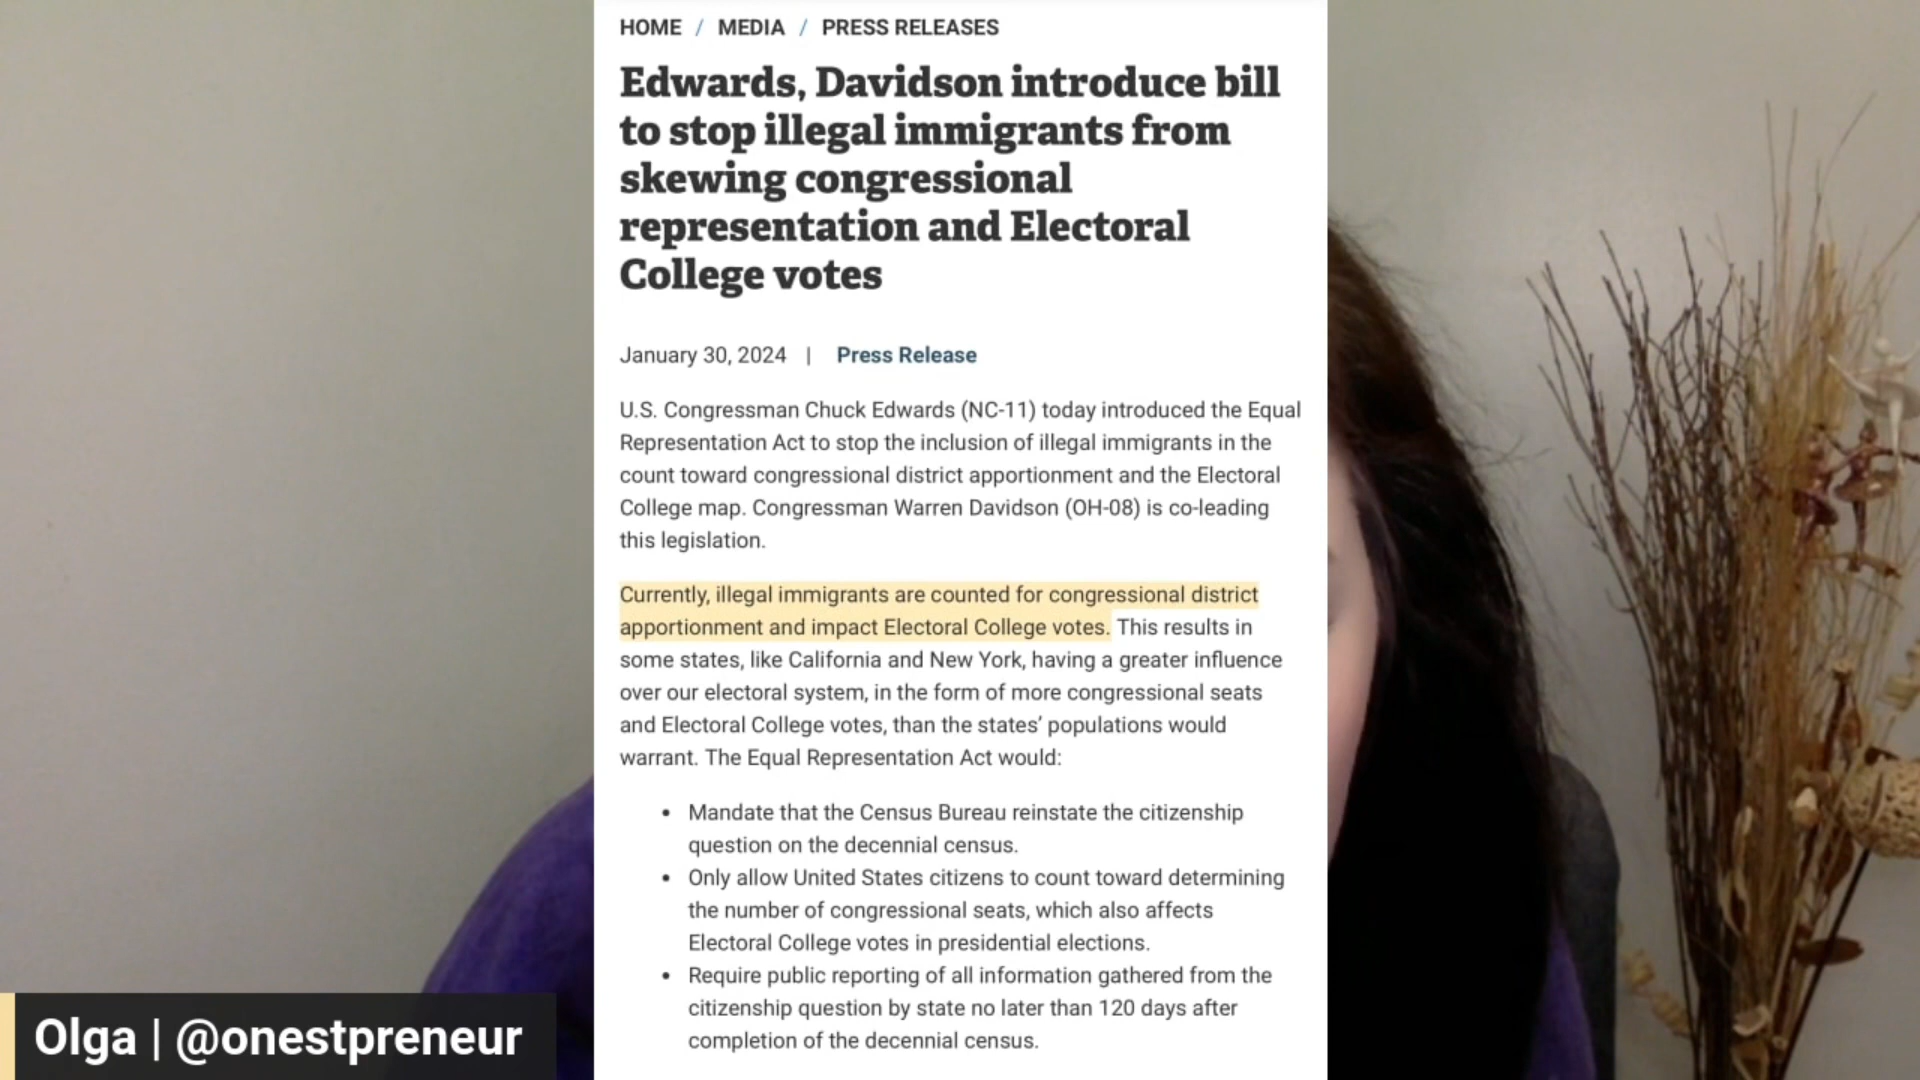 HOME / MEDIA / PRESS RELEASES
Edwards, Davidson introduce bill
to stop illegal immigrants from
skewing congressional
representation and Electoral
College votes
January 30, 2024 | Press Release
U.S. Congressman Chuck Edwards (NC-11) today introduced the Equal
Representation Act to stop the inclusion of illegal immigrants in the
count toward congressional district apportionment and the Electoral
College map. Congressman Warren Davidson (OH-08) is co-leading
this legislation.
Currently, illegal immigrants are counted for congressional district
apportionment and impact Electoral College votes. This results in
some states, like California and New York, having a greater influence
over our electoral system, in the form of more congressional seats
and Electoral College votes, than the states’ populations would
warrant. The Equal Representation Act would:
• Mandate that the Census Bureau reinstate the citizenship
question on the decennial census.
• Only allow United States citizens to count toward determining
the number of congressional seats, which also affects
Electoral College votes in presidential elections.
• Require public reporting of all information gathered from the
citizenship question by state no later than 120 days after
completion of the decennial census.
Olga | @onestpreneur